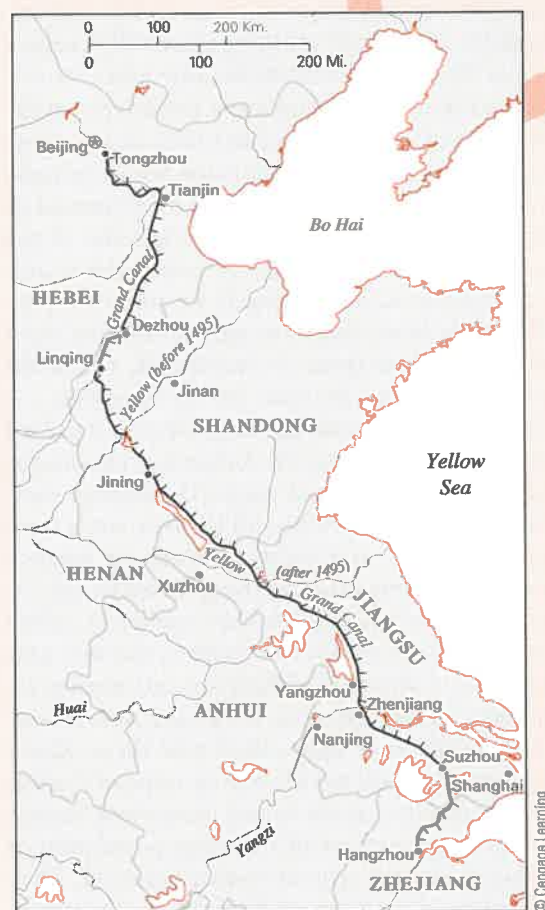 0 100 200 Km.
0 100 200 Mi.
Beijing
Tongzhou
Tianjin
Bo Hai
Grand Canal
HEBEI
Dezhou
Yellow (before 1495)
Linqing
Jinan
SHANDONG
Yellow
Sea
Jining
Yellow
(after 1495)
HENAN
Xuzhou
Grand Canal
JIANGSU
Yangzhou
Huai
ANHUI
Zhenjiang
Nanjing
Suzhou
Shanghai
Yangzi
Hangzhou
ZHEJIANG
© Cengage Learning